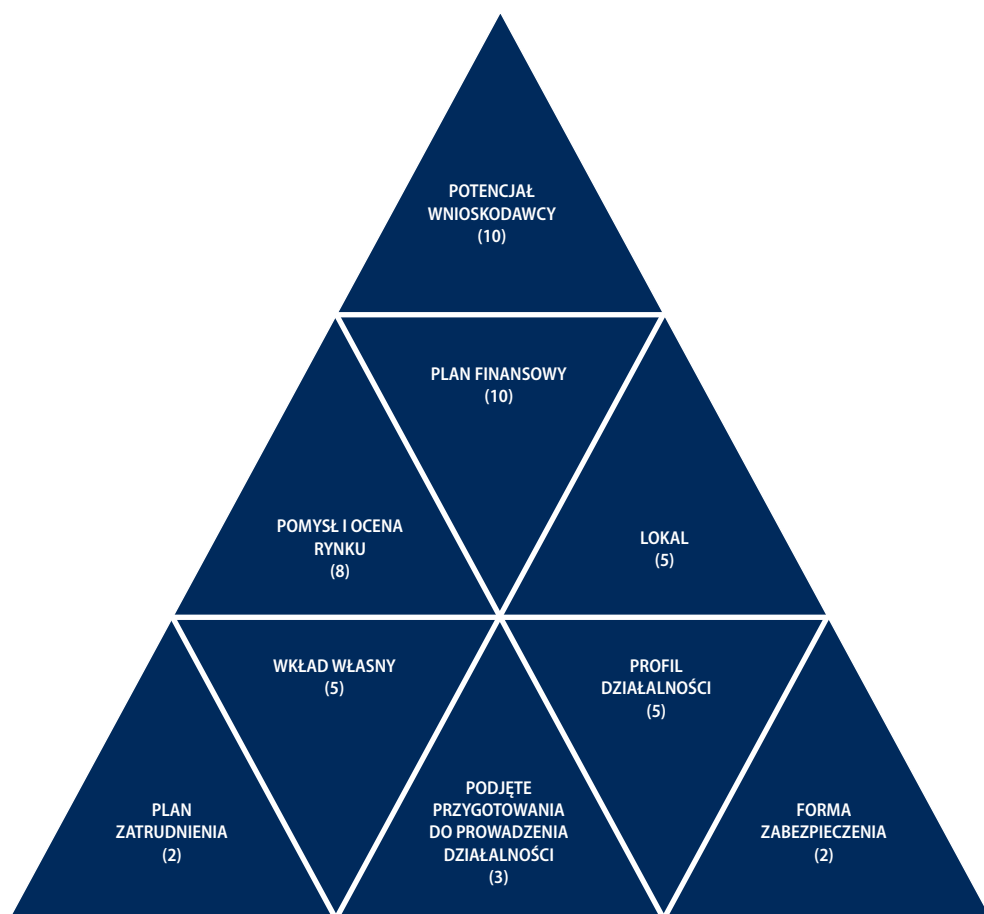 POTENCJAŁ
WNIOSKODAWCY
(10)
PLAN FINANSOWY
(10)
POMYSŁ I OCENA
RYNKU
(8)
LOKAL
(5)
WKŁAD WŁASNY
(5)
PROFIL
DZIAŁALNOŚCI
(5)
PLAN
ZATRUDNIENIA
(2)
PODJĘTE
PRZYGOTOWANIA
DO PROWADZENIA
DZIAŁALNOŚCI
(3)
FORMA
ZABEZPIECZENIA
(2)